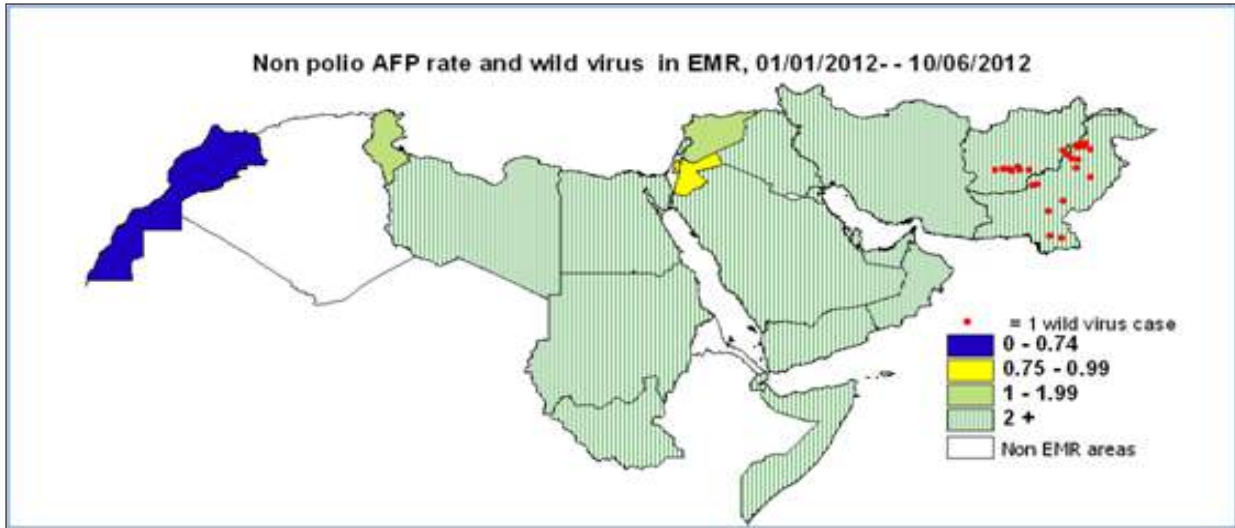 Non polio AFP rate and wild virus in EMR, 01/01/2012- - 10/06/2012
= 1 wild virus case
0 - 0.74
0.75 - 0.99
1 - 1.99
2 +
Non EMR areas